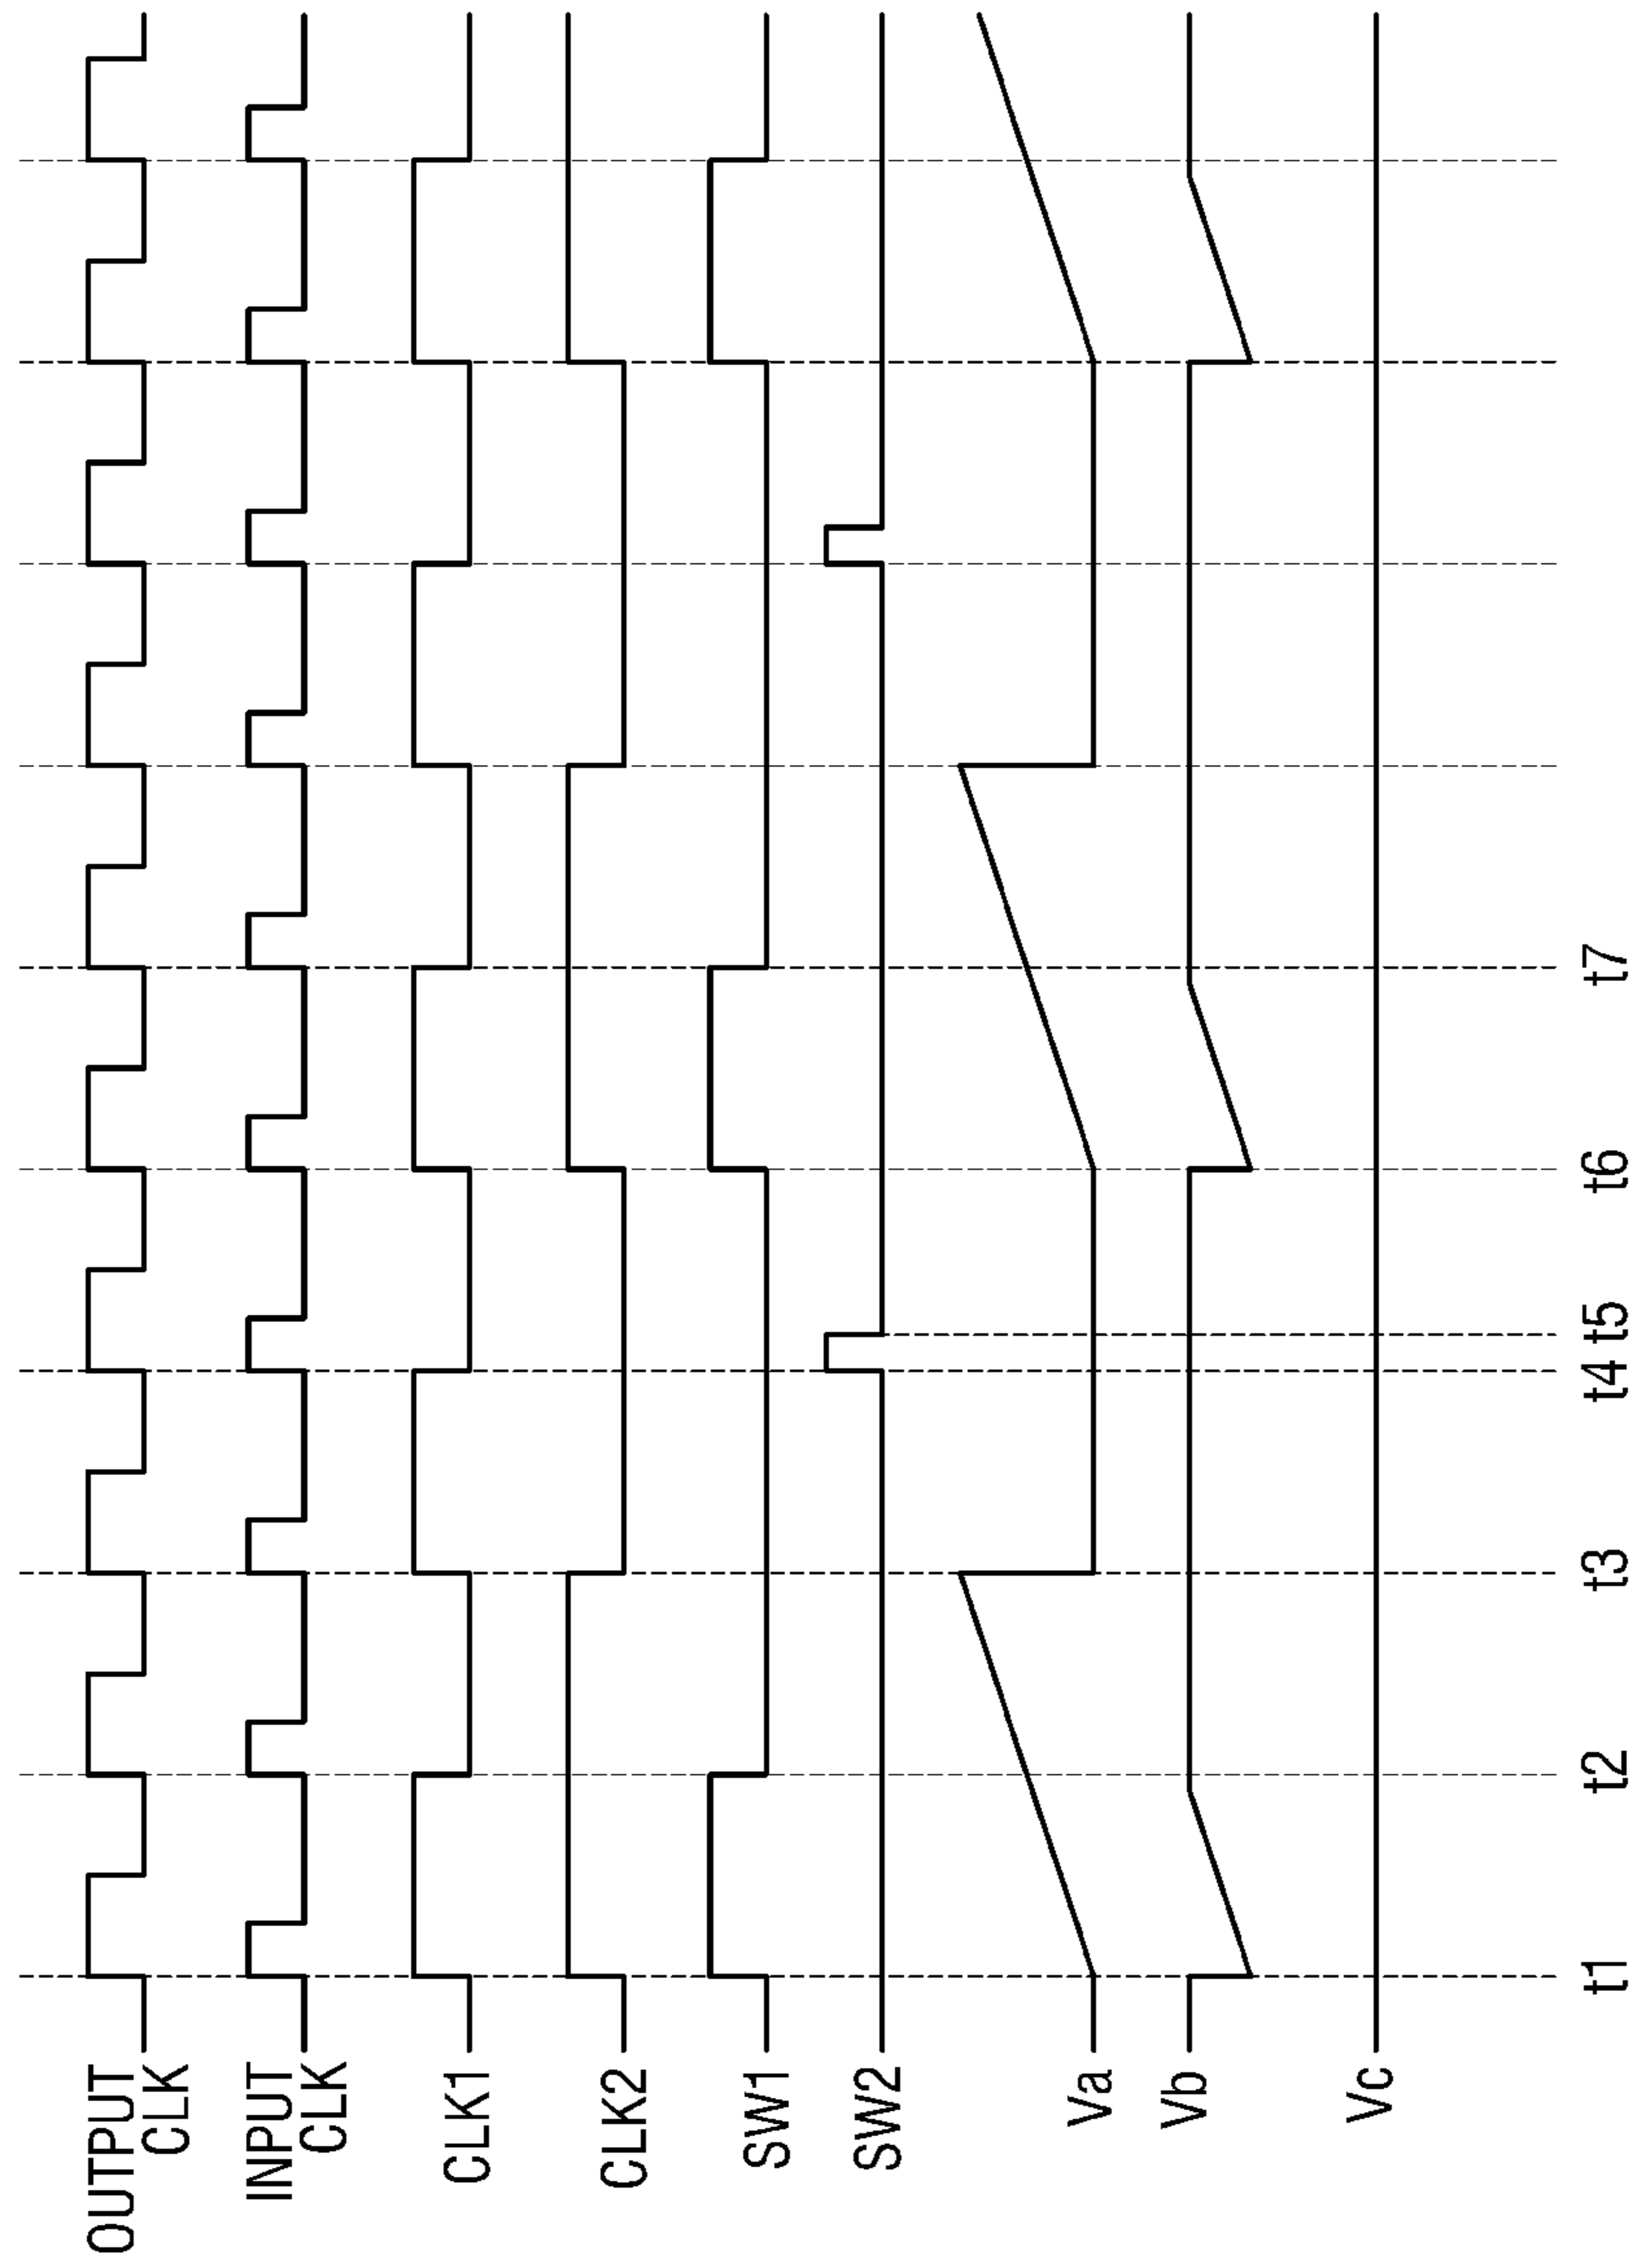 OUTPUT
CLK
INPUT
CLK
CLK1
CLK2
SW1
SW2
Va
Vb
Vc
t1
t2
t3
t4
t5
t6
t7